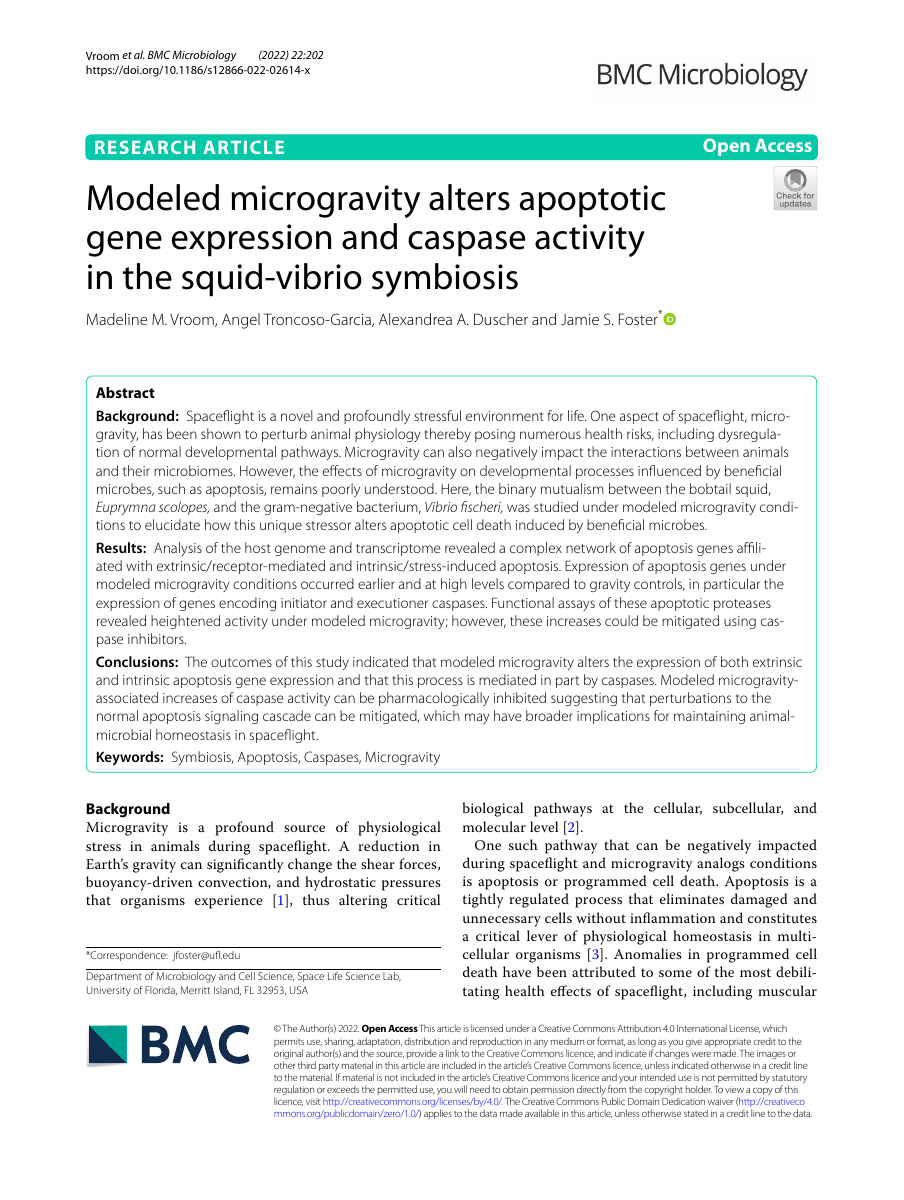 Vroom et al. BMC Microbiology (2022) 22:202
https://doi.org/10.1186/s12866-022-02614-x
BMC Microbiology
RESEARCH ARTICLE
Open Access
Check for
updates
Modeled microgravity alters apoptotic
gene expression and caspase activity
in the squid-vibrio symbiosis
Madeline M. Vroom, Angel Troncoso-Garcia, Alexandrea A. Duscher and Jamie S. Foster*
Abstract
Background: Spaceflight is a novel and profoundly stressful environment for life. One aspect of spaceflight, micro-
gravity, has been shown to perturb animal physiology thereby posing numerous health risks, including dysregula-
tion of normal developmental pathways. Microgravity can also negatively impact the interactions between animals
and their microbiomes. However, the effects of microgravity on developmental processes influenced by beneficial
microbes, such as apoptosis, remains poorly understood. Here, the binary mutualism between the bobtail squid,
Euprymna scolopes, and the gram-negative bacterium, Vibrio fischeri, was studied under modeled microgravity condi-
tions to elucidate how this unique stressor alters apoptotic cell death induced by beneficial microbes.
Results: Analysis of the host genome and transcriptome revealed a complex network of apoptosis genes affili-
ated with extrinsic/receptor-mediated and intrinsic/stress-induced apoptosis. Expression of apoptosis genes under
modeled microgravity conditions occurred earlier and at high levels compared to gravity controls, in particular the
expression of genes encoding initiator and executioner caspases. Functional assays of these apoptotic proteases
revealed heightened activity under modeled microgravity; however, these increases could be mitigated using cas-
pase inhibitors.
Conclusions: The outcomes of this study indicated that modeled microgravity alters the expression of both extrinsic
and intrinsic apoptosis gene expression and that this process is mediated in part by caspases. Modeled microgravity-
associated increases of caspase activity can be pharmacologically inhibited suggesting that perturbations to the
normal apoptosis signaling cascade can be mitigated, which may have broader implications for maintaining animal-
microbial homeostasis in spaceflight.
Keywords: Symbiosis, Apoptosis, Caspases, Microgravity
Background
Microgravity is a profound source of physiological
stress in animals during spaceflight. A reduction in
Earth's gravity can significantly change the shear forces,
buoyancy-driven convection, and hydrostatic pressures
that organisms experience [1], thus altering critical
*Correspondence: jfoster@ufl.edu
Department of Microbiology and Cell Science, Space Life Science Lab,
University of Florida, Merritt Island, FL 32953, USA
biological pathways at the cellular, subcellular, and
molecular level [2].
One such pathway that can be negatively impacted
during spaceflight and microgravity analogs conditions
is apoptosis or programmed cell death. Apoptosis is a
tightly regulated process that eliminates damaged and
unnecessary cells without inflammation and constitutes
a critical lever of physiological homeostasis in multi-
cellular organisms [3]. Anomalies in programmed cell
death have been attributed to some of the most debili-
tating health effects of spaceflight, including muscular
BMC
© The Author(s) 2022. Open Access This article is licensed under a Creative Commons Attribution 4.0 International License, which
permits use, sharing, adaptation, distribution and reproduction in any medium or format, as long as you give appropriate credit to the
original author(s) and the source, provide a link to the Creative Commons licence, and indicate if changes were made. The images or
other third party material in this article are included in the article's Creative Commons licence, unless indicated otherwise in a credit line
to the material. If material is not included in the article's Creative Commons licence and your intended use is not permitted by statutory
regulation or exceeds the permitted use, you will need to obtain permission directly from the copyright holder. To view a copy of this
licence, visit http://creativecommons.org/licenses/by/4.0/. The Creative Commons Public Domain Dedication waiver (http://creativeco
mmons.org/publicdomain/zero/1.0/) applies to the data made available in this article, unless otherwise stated in a credit line to the data.